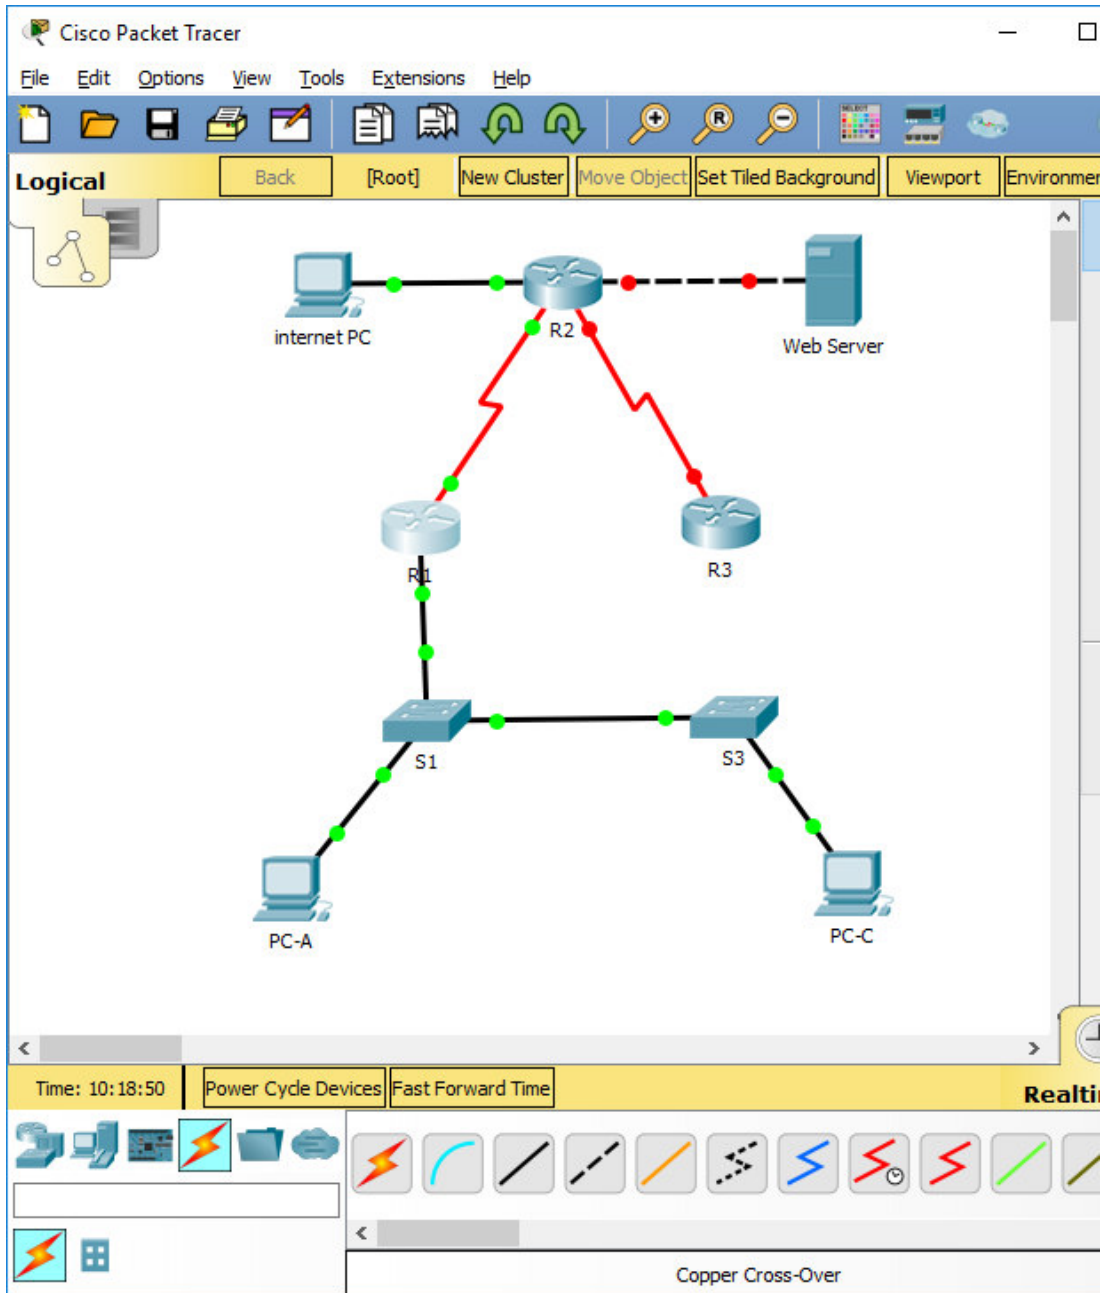 Cisco Packet Tracer
File Edit Options View Tools Extensions Help
Logical Back [Root] New Cluster Move Object Set Tiled Background Viewport Environmen
internet PC
R2
Web Server
R1
R3
S1
S3
PC-A
PC-C
Time: 10:18:50 Power Cycle Devices Fast Forward Time
Realti
Copper Cross-Over